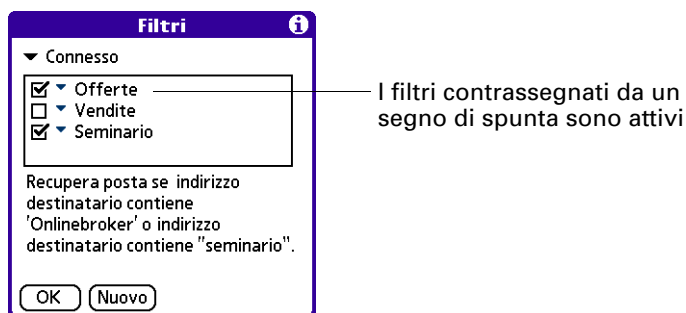 Filtri
Connesso
Offerte
Vendite
Seminario
I filtri contrassegnati da un
segno di spunta sono attivi
Recupera posta se indirizzo
destinatario contiene
'Onlinebroker' o indirizzo
destinatario contiene "seminario".
OK Nuovo